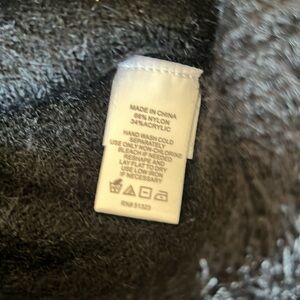 MADE IN CHINA
66% NYLON
34%ACRYLIC
HAND WASH COLD
SEPARATELY
USE ONLY NON-CHLORINE
BLEACH IF NEEDED
RESHAPE AND
LAY FLAT TO DRY
USE LOW IRON
IF NECESSARY
RN# 51323